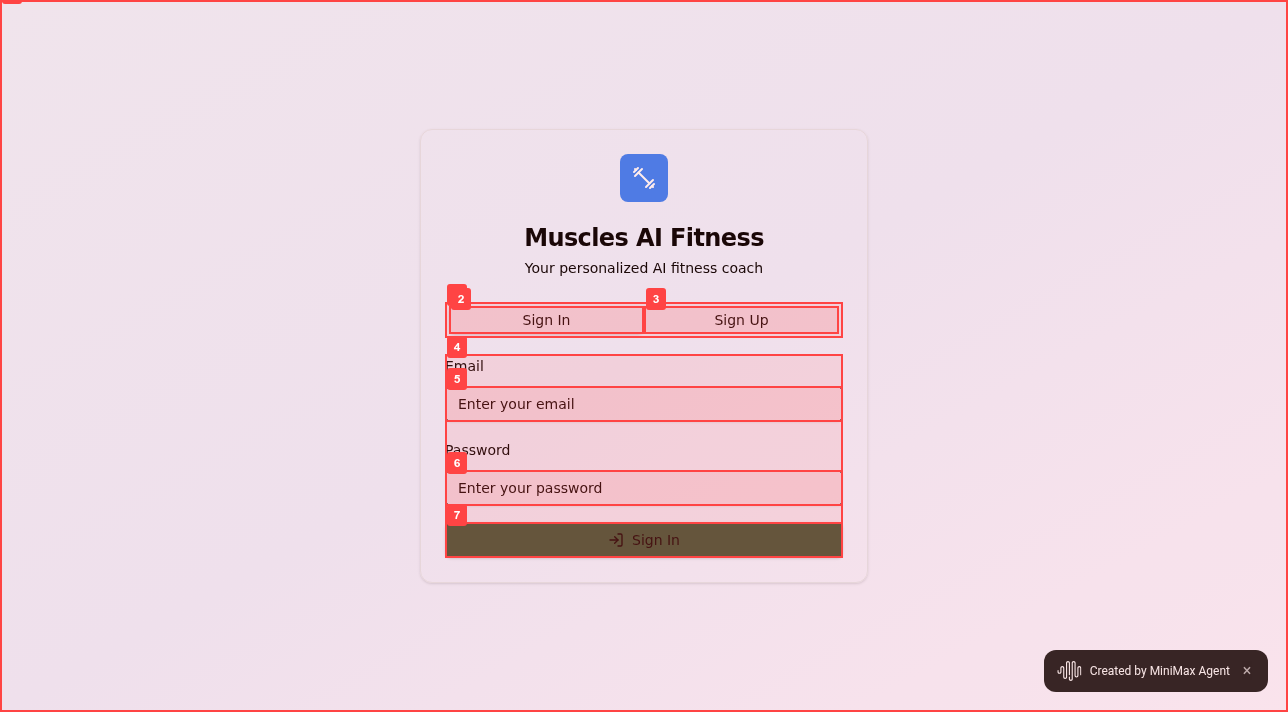 Muscles AI Fitness
Your personalized AI fitness coach
2
3
Sign In
Sign Up
4
Email
5
Enter your email
Password
6
Enter your password
7
Sign In
Created by MiniMax Agent ×